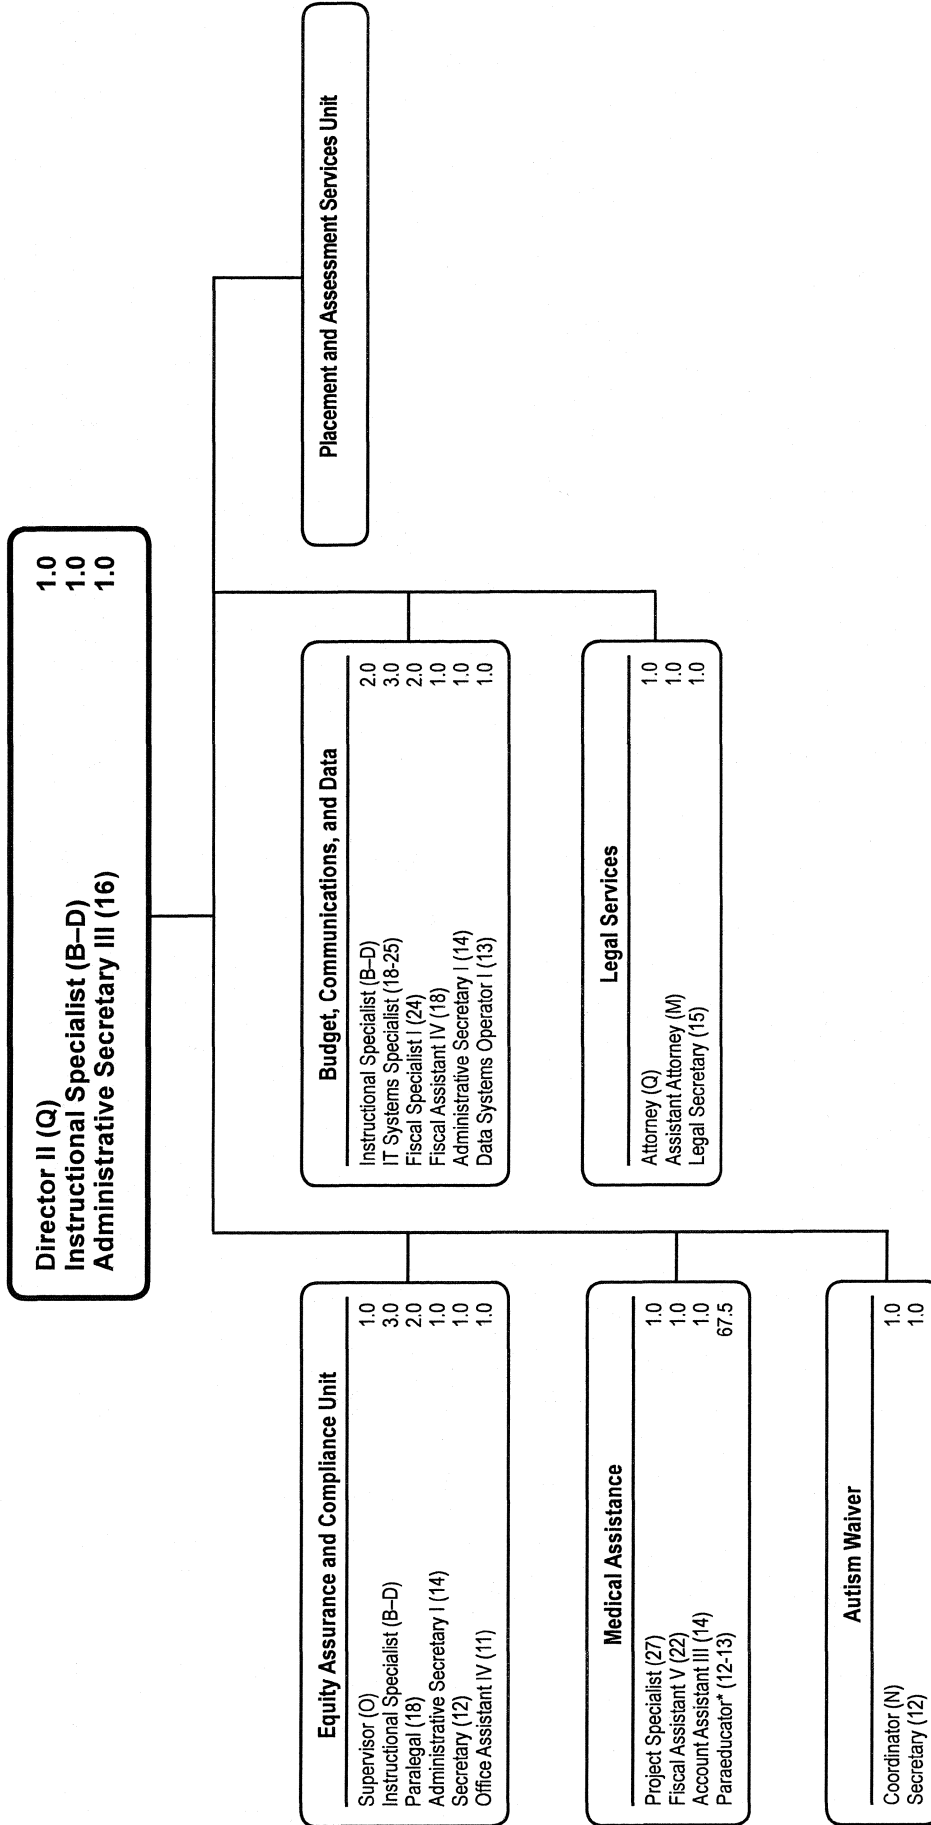 Director II (Q) 1.0
Instructional Specialist (B–D) 1.0
Administrative Secretary III (16) 1.0
Equity Assurance and Compliance Unit
Supervisor (O) 1.0
Instructional Specialist (B–D) 3.0
Paralegal (18) 2.0
Administrative Secretary I (14) 1.0
Secretary (12) 1.0
Office Assistant IV (11) 1.0
Medical Assistance
Project Specialist (27) 1.0
Fiscal Assistant V (22) 1.0
Account Assistant III (14) 1.0
Paraeducator* (12-13) 67.5
Autism Waiver
Coordinator (N) 1.0
Secretary (12) 1.0
Budget, Communications, and Data
Instructional Specialist (B–D) 2.0
IT Systems Specialist (18-25) 3.0
Fiscal Specialist I (24) 2.0
Fiscal Assistant IV (18) 1.0
Administrative Secretary I (14) 1.0
Data Systems Operator I (13) 1.0
Legal Services
Attorney (Q) 1.0
Assistant Attorney (M) 1.0
Legal Secretary (15) 1.0
Placement and Assessment Services Unit